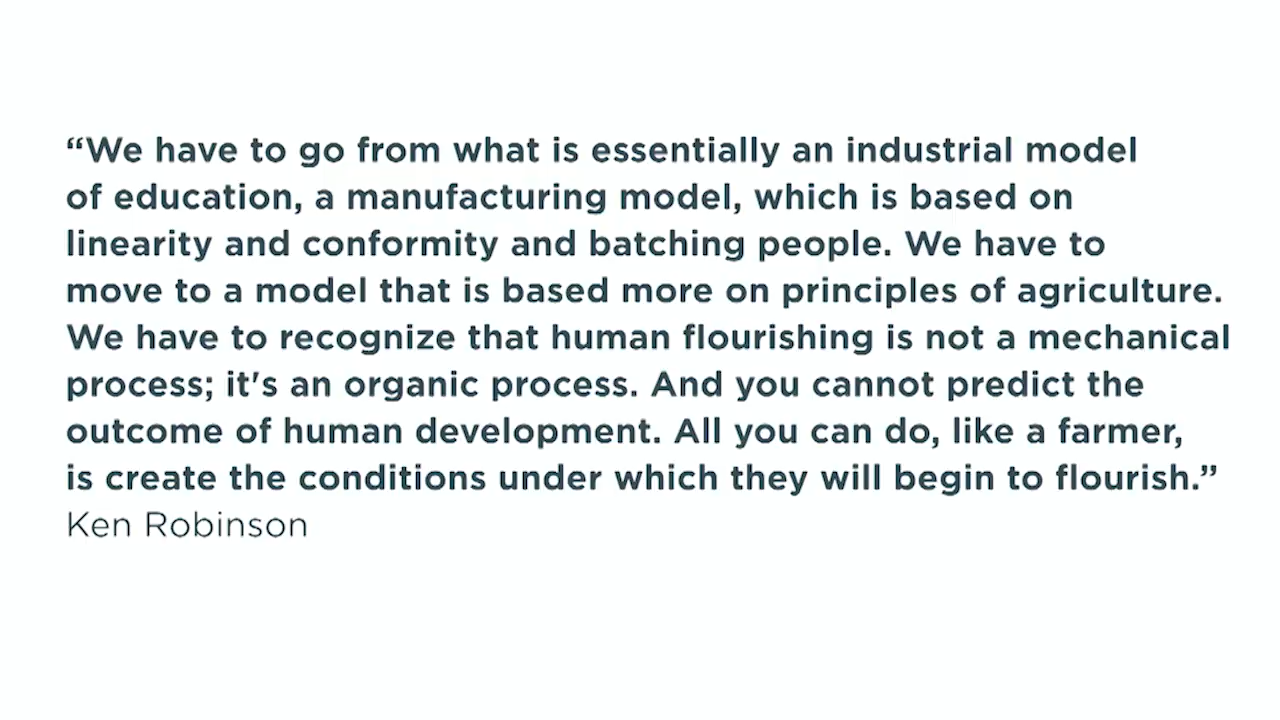 “We have to go from what is essentially an industrial model
of education, a manufacturing model, which is based on
linearity and conformity and batching people. We have to
move to a model that is based more on principles of agriculture.
We have to recognize that human flourishing is not a mechanical
process; it's an organic process. And you cannot predict the
outcome of human development. All you can do, like a farmer,
is create the conditions under which they will begin to flourish.”
Ken Robinson